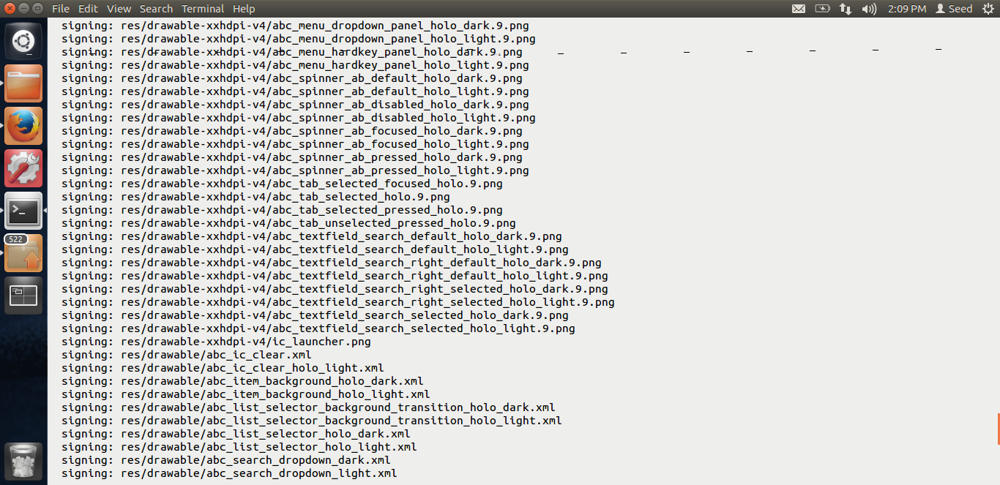 File Edit View Search Terminal Help 2:09 PM Seed
signing: res/drawable-xxhdpi-v4/abc_menu_dropdown_panel_holo_dark.9.png
signing: res/drawable-xxhdpi-v4/abc_menu_dropdown_panel_holo_light.9.png
signing: res/drawable-xxhdpi-v4/abc_menu_hardkey_panel_holo_dark.9.png
signing: res/drawable-xxhdpi-v4/abc_menu_hardkey_panel_holo_light.9.png
signing: res/drawable-xxhdpi-v4/abc_spinner_ab_default_holo_dark.9.png
signing: res/drawable-xxhdpi-v4/abc_spinner_ab_default_holo_light.9.png
signing: res/drawable-xxhdpi-v4/abc_spinner_ab_disabled_holo_dark.9.png
signing: res/drawable-xxhdpi-v4/abc_spinner_ab_disabled_holo_light.9.png
signing: res/drawable-xxhdpi-v4/abc_spinner_ab_focused_holo_dark.9.png
signing: res/drawable-xxhdpi-v4/abc_spinner_ab_focused_holo_light.9.png
signing: res/drawable-xxhdpi-v4/abc_spinner_ab_pressed_holo_dark.9.png
signing: res/drawable-xxhdpi-v4/abc_spinner_ab_pressed_holo_light.9.png
signing: res/drawable-xxhdpi-v4/abc_tab_selected_focused_holo.9.png
signing: res/drawable-xxhdpi-v4/abc_tab_selected_holo.9.png
signing: res/drawable-xxhdpi-v4/abc_tab_selected_pressed_holo.9.png
signing: res/drawable-xxhdpi-v4/abc_tab_unselected_pressed_holo.9.png
522
signing: res/drawable-xxhdpi-v4/abc_textfield_search_default_holo_dark.9.png
signing: res/drawable-xxhdpi-v4/abc_textfield_search_default_holo_light.9.png
signing: res/drawable-xxhdpi-v4/abc_textfield_search_right_default_holo_dark.9.png
signing: res/drawable-xxhdpi-v4/abc_textfield_search_right_default_holo_light.9.png
signing: res/drawable-xxhdpi-v4/abc_textfield_search_right_selected_holo_dark.9.png
signing: res/drawable-xxhdpi-v4/abc_textfield_search_right_selected_holo_light.9.png
signing: res/drawable-xxhdpi-v4/abc_textfield_search_selected_holo_dark.9.png
signing: res/drawable-xxhdpi-v4/abc_textfield_search_selected_holo_light.9.png
signing: res/drawable-xxhdpi-v4/ic_launcher.png
signing: res/drawable/abc_ic_clear.xml
signing: res/drawable/abc_ic_clear_holo_light.xml
signing: res/drawable/abc_item_background_holo_dark.xml
signing: res/drawable/abc_item_background_holo_light.xml
signing: res/drawable/abc_list_selector_background_transition_holo_dark.xml
signing: res/drawable/abc_list_selector_background_transition_holo_light.xml
signing: res/drawable/abc_list_selector_holo_dark.xml
signing: res/drawable/abc_list_selector_holo_light.xml
signing: res/drawable/abc_search_dropdown_dark.xml
signing: res/drawable/abc_search_dropdown_light.xml